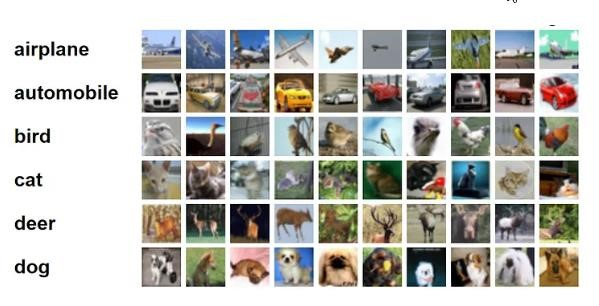 airplane
automobile
bird
cat
deer
dog